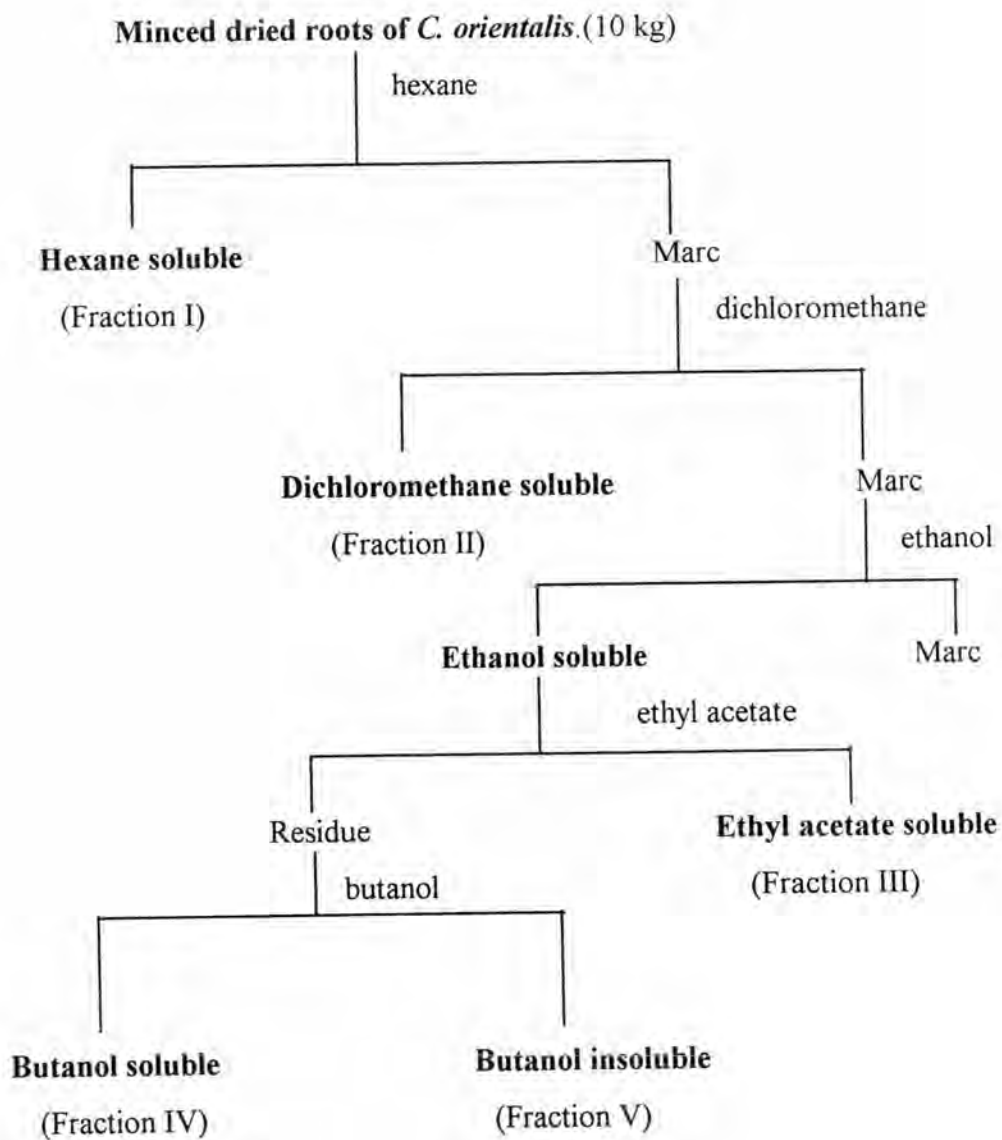 Minced dried roots of C. orientalis.(10 kg)
hexane
Hexane soluble
(Fraction I)
Marc
dichloromethane
Dichloromethane soluble
(Fraction II)
Marc
ethanol
Ethanol soluble
Marc
ethyl acetate
Residue
Ethyl acetate soluble
(Fraction III)
butanol
Butanol soluble
(Fraction IV)
Butanol insoluble
(Fraction V)